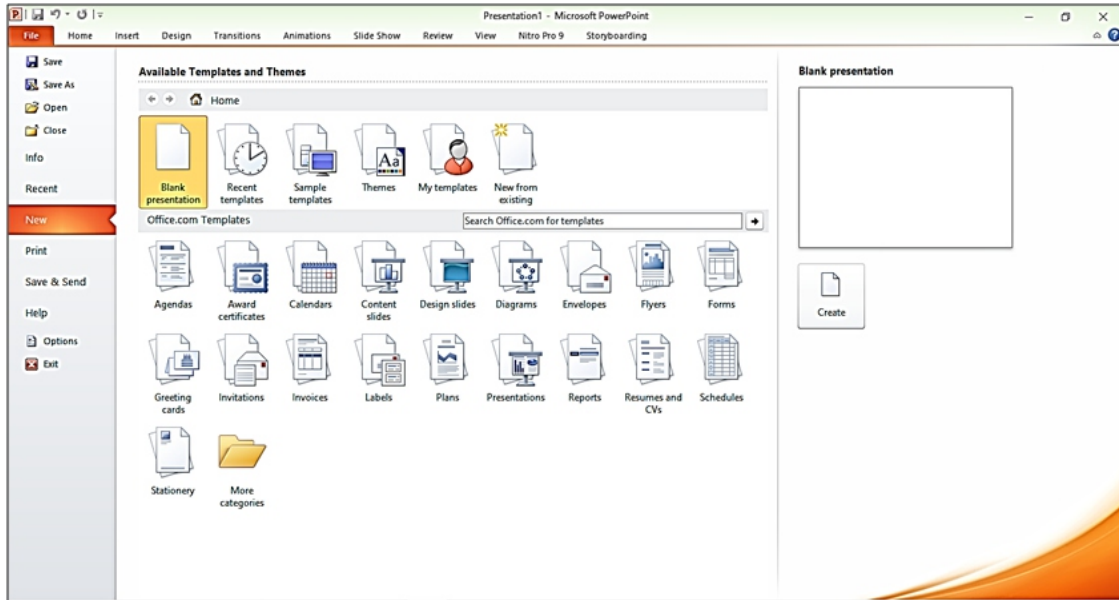 Presentation1 - Microsoft PowerPoint
File Home Insert Design Transitions Animations Slide Show Review View Nitro Pro 9 Storyboarding
Save
Save As
Open
Close
Info
Recent
New
Print
Save & Send
Help
Options
Exit
Available Templates and Themes
Home
Blank presentation
Recent templates
Sample templates
Themes
My templates
New from existing
Office.com Templates
Search Office.com for templates
Agendas
Award certificates
Calendars
Content slides
Design slides
Diagrams
Envelopes
Flyers
Forms
Greeting cards
Invitations
Invoices
Labels
Plans
Presentations
Reports
Resumes and CVs
Schedules
Stationery
More categories
Blank presentation
Create